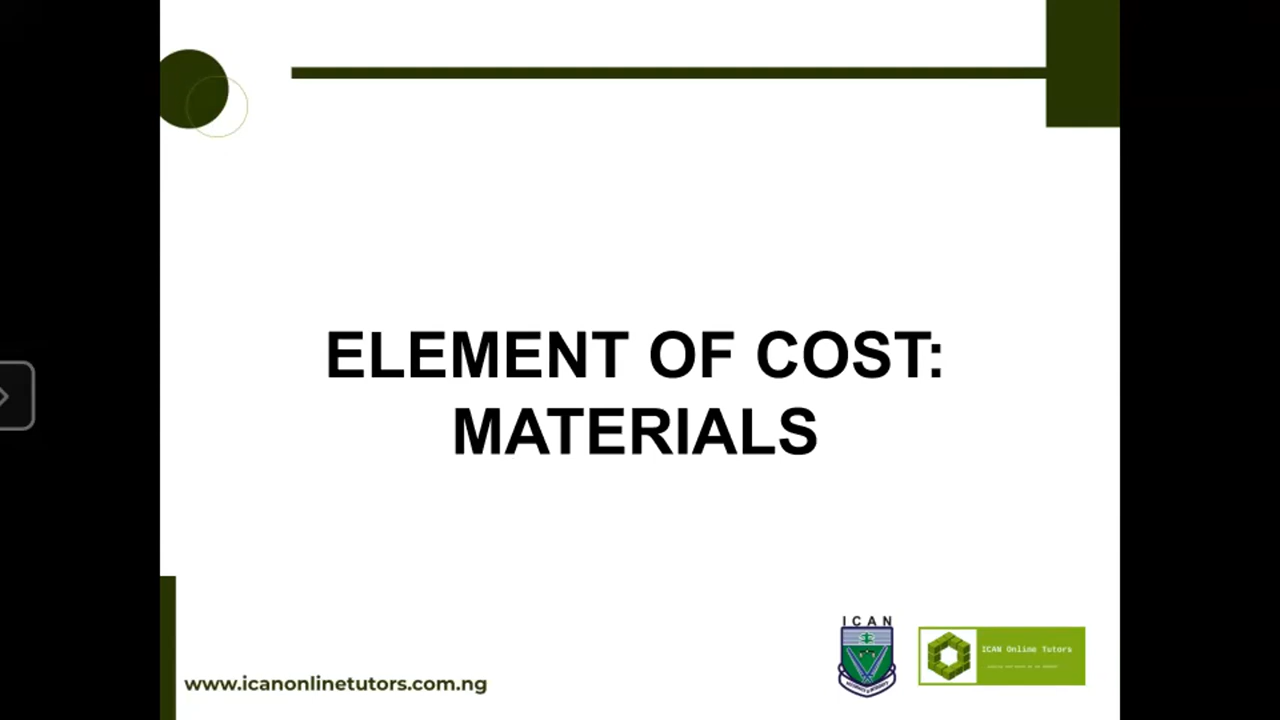 ELEMENT OF COST:
MATERIALS
ICAN
ICAN Online Tutors
www.icanonlinetutors.com.ng